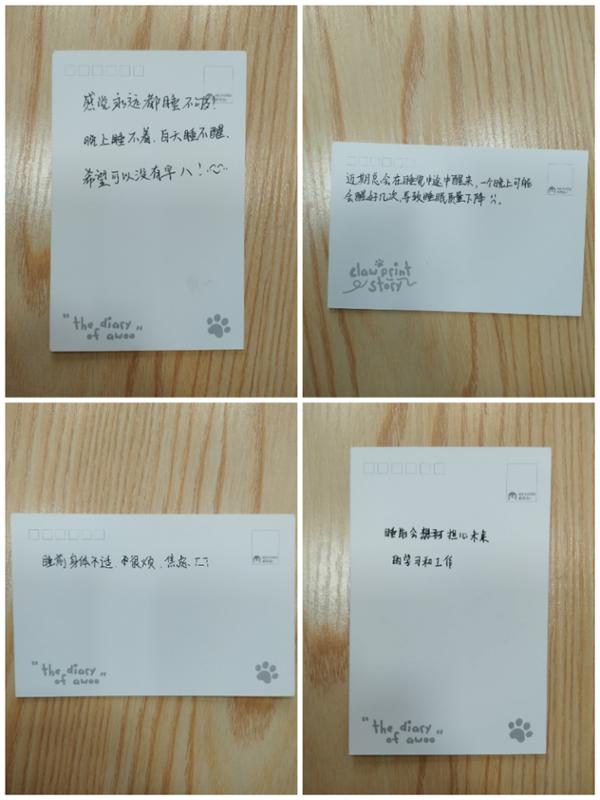 感觉永远都睡不够!
晚上睡不着,白天睡不醒.
希望可以没有早八!
"the diary
of awoo"
近期总会在睡觉中途中醒来,一个晚上可能
会醒好几次,导致睡眠质量下降
claw print
story
睡前身体不适,很烦,焦虑
"the diary
of awoo"
睡前会担心未来
的学习和工作
"the diary
of awoo"